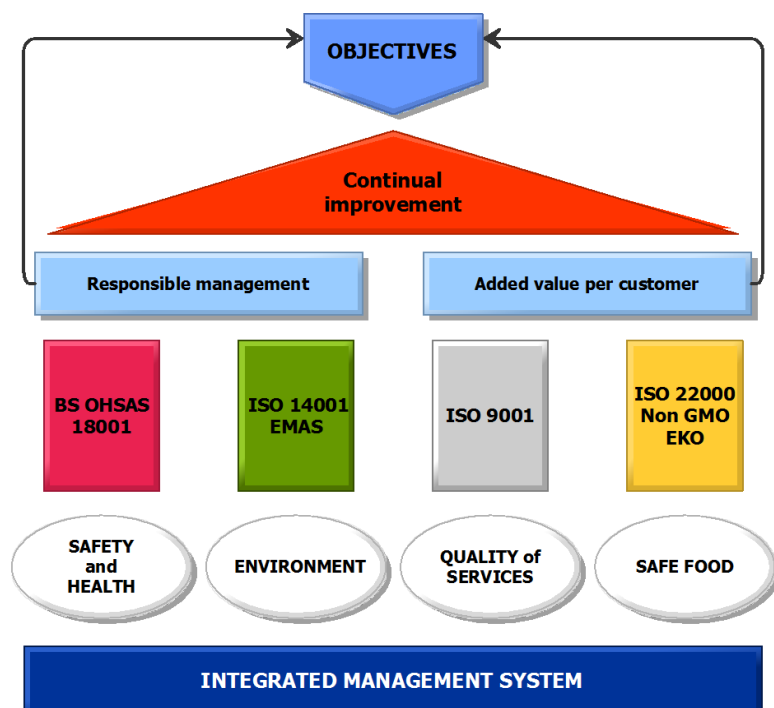 OBJECTIVES
Continual
improvement
Responsible management
Added value per customer
BS OHSAS
18001
ISO 14001
EMAS
ISO 9001
ISO 22000
Non GMO
EKO
SAFETY
and
HEALTH
ENVIRONMENT
QUALITY of
SERVICES
SAFE FOOD
INTEGRATED MANAGEMENT SYSTEM